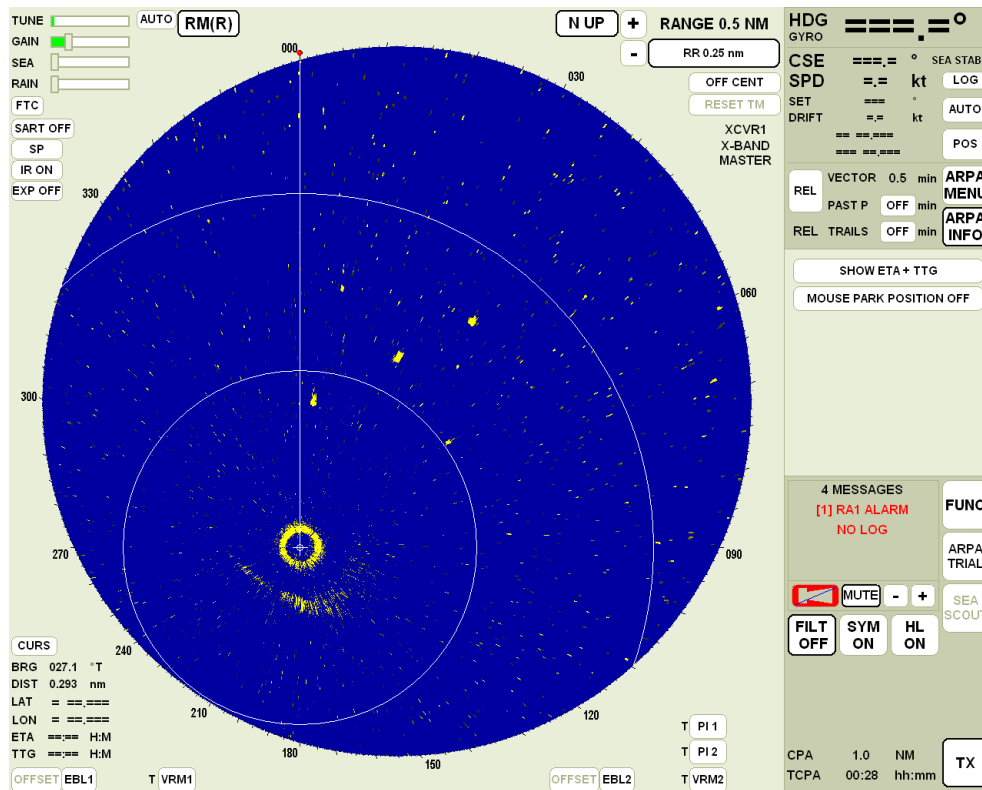 TUNE
AUTO
RM(R)
GAIN
SEA
RAIN
FTC
SART OFF
SP
IR ON
EXP OFF
N UP
+
RANGE 0.5 NM
-
RR 0.25 nm
OFF CENT
RESET TM
XCVR1
X-BAND
MASTER
000
030
060
090
120
150
180
210
240
270
300
330
HDG
GYRO
===.=°
CSE ===.= ° SEA STAB
SPD =.= kt LOG
SET === °
DRIFT =.= kt AUTO
== ==.===
=== ==.=== POS
REL
VECTOR 0.5 min
PAST P OFF min
REL TRAILS OFF min
ARPA
MENU
ARPA
INFO
SHOW ETA + TTG
MOUSE PARK POSITION OFF
4 MESSAGES
[1] RA1 ALARM
NO LOG
FUNC
ARPA
TRIAL
MUTE - +
SEA
SCOUT
FILT
OFF
SYM
ON
HL
ON
CURS
BRG 027.1 °T
DIST 0.293 nm
LAT = ==.===
LON = ==.===
ETA ==:== H:M
TTG ==:== H:M
OFFSET EBL1
T VRM1
OFFSET EBL2
T PI 1
T PI 2
T VRM2
CPA 1.0 NM
TCPA 00:28 hh:mm
TX